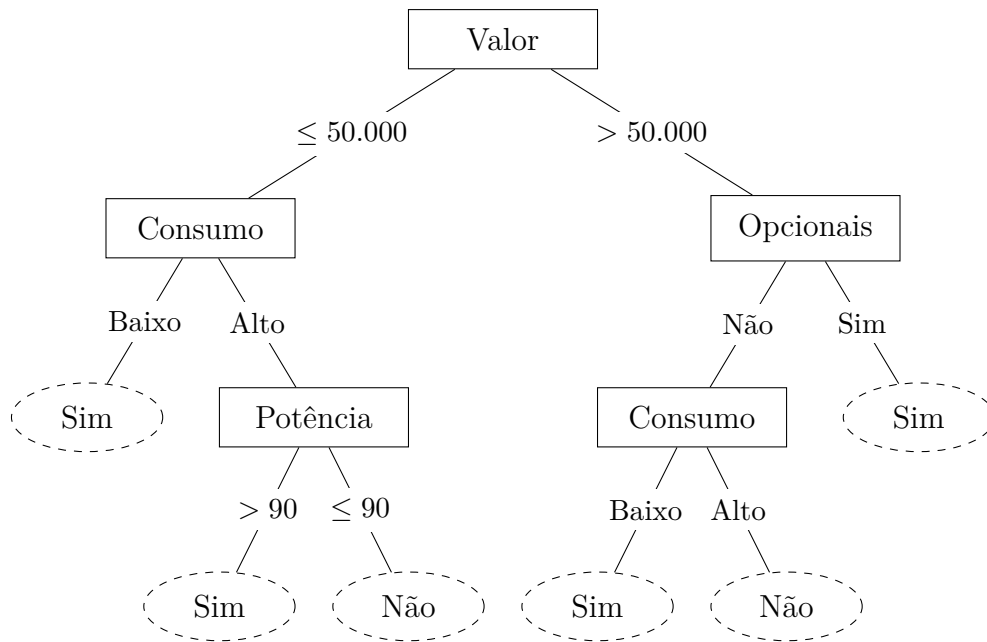 Valor
≤ 50.000
> 50.000
Consumo
Opcionais
Baixo
Alto
Não
Sim
Sim
Potência
Consumo
Sim
> 90
≤ 90
Baixo
Alto
Sim
Não
Sim
Não